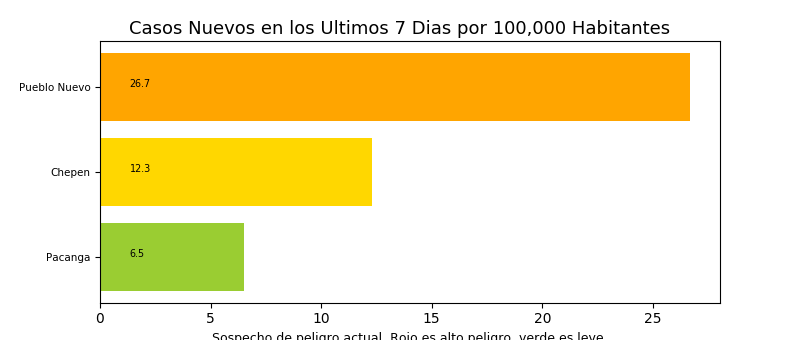 Casos Nuevos en los Ultimos 7 Dias por 100,000 Habitantes
Pueblo Nuevo
26.7
Chepen
12.3
Pacanga
6.5
0 5 10 15 20 25
Sospecho de peligro actual. Rojo es alto peligro, verde es leve